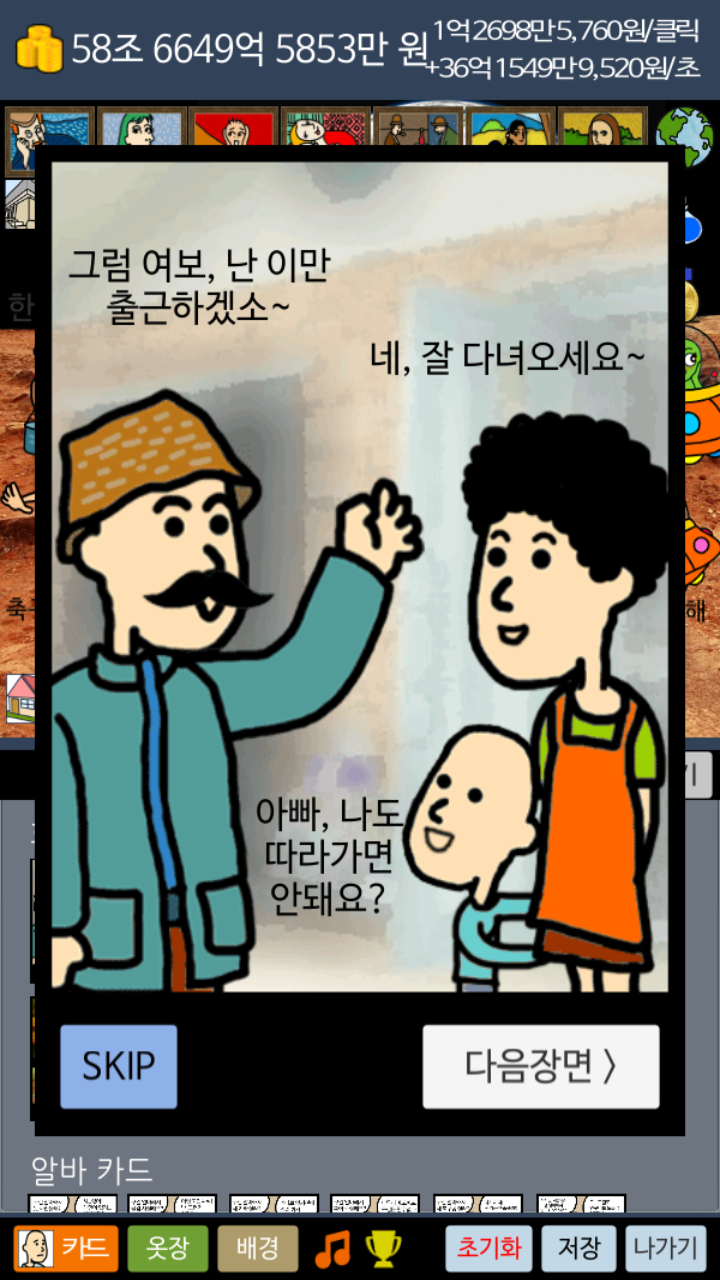 58조 6649억 5853만 원
1억 2698만 5,760원/클릭
+36억 1549만 9,520원/초
그럼 여보, 난 이만
출근하겠소~
네, 잘 다녀오세요~
한
축
해
기
아빠, 나도
따라가면
안돼요?
SKIP
다음장면 〉
알바 카드
카드
옷장
배경
초기화
저장
나가기